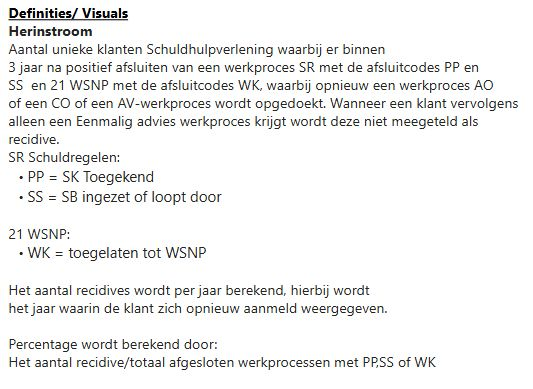 Definities/ Visuals
Herinstroom
Aantal unieke klanten Schuldhulpverlening waarbij er binnen
3 jaar na positief afsluiten van een werkproces SR met de afsluitcodes PP en
SS  en 21 WSNP met de afsluitcodes WK, waarbij opnieuw een werkproces AO
of een CO of een AV-werkproces wordt opgedoekt. Wanneer een klant vervolgens
alleen een Eenmalig advies werkproces krijgt wordt deze niet meegeteld als
recidive.
SR Schuldregelen:
• PP = SK Toegekend
• SS = SB ingezet of loopt door
21 WSNP:
• WK = toegelaten tot WSNP
Het aantal recidives wordt per jaar berekend, hierbij wordt
het jaar waarin de klant zich opnieuw aanmeld weergegeven.
Percentage wordt berekend door:
Het aantal recidive/totaal afgesloten werkprocessen met PP,SS of WK